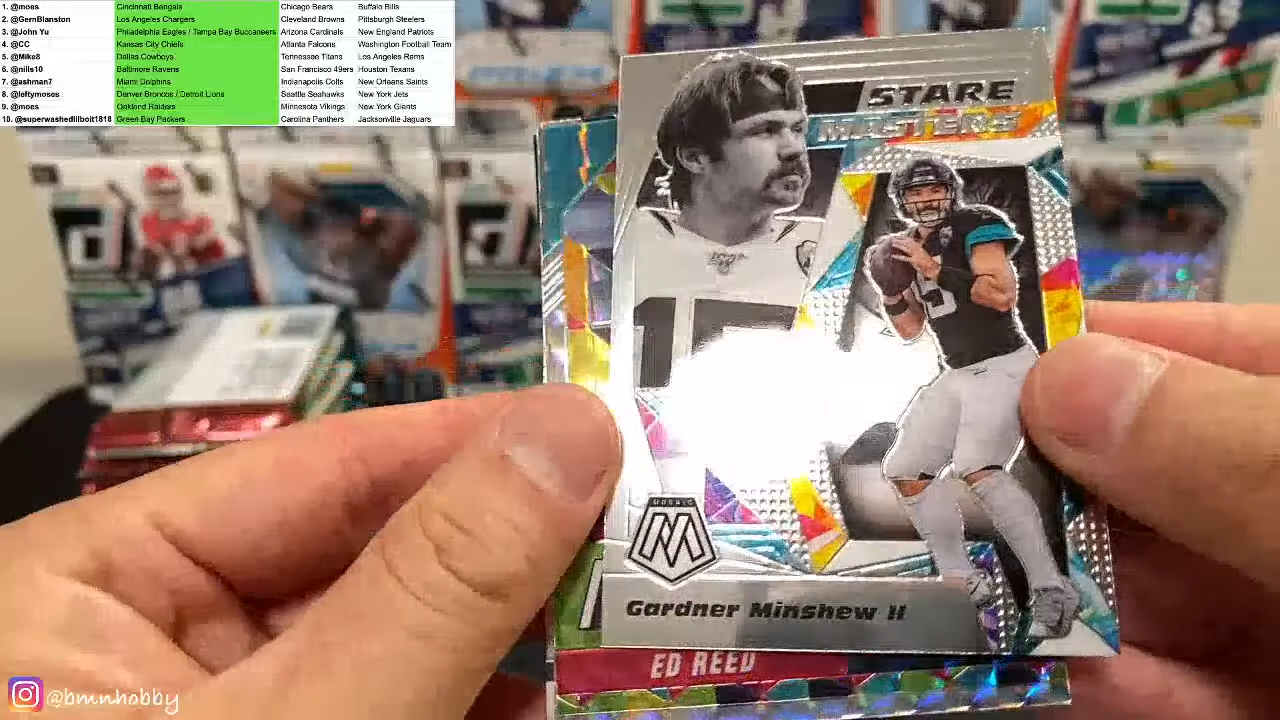 1. @moes Cincinnati Bengals Chicago Bears Buffalo Bills
2. @GernBlanston Los Angeles Chargers Cleveland Browns Pittsburgh Steelers
3. @John Yu Philadelphia Eagles / Tampa Bay Buccaneers Arizona Cardinals New England Patriots
4. @CC Kansas City Chiefs Atlanta Falcons Washington Football Team
5. @Mike8 Dallas Cowboys Tennessee Titans Los Angeles Rams
6. @nills10 Baltimore Ravens San Francisco 49ers Houston Texans
7. @ashman7 Miami Dolphins Indianapolis Colts New Orleans Saints
8. @leftymoses Denver Broncos / Detroit Lions Seattle Seahawks New York Jets
9. @moes Oakland Raiders Minnesota Vikings New York Giants
10. @superwashedlilboit1818 Green Bay Packers Carolina Panthers Jacksonville Jaguars
STARE
MASTERS
15
MOSAIC
M
Gardner Minshew II
ED REED
@bmnhobby